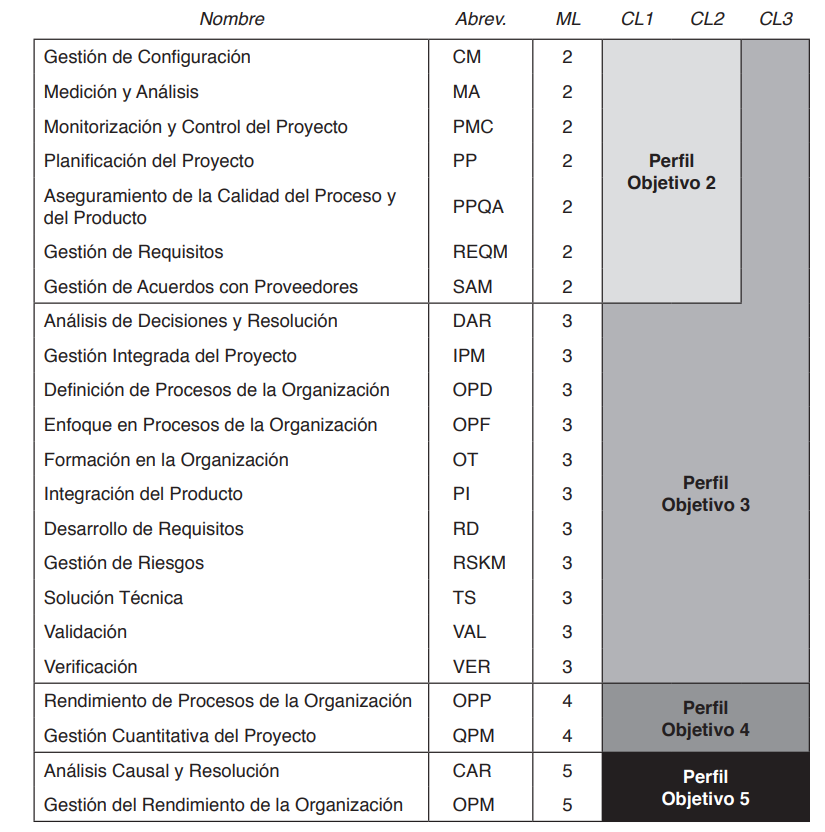 Nombre Abrev. ML CL1 CL2 CL3
Gestión de Configuración CM 2
Medición y Análisis MA 2
Monitorización y Control del Proyecto PMC 2
Planificación del Proyecto PP 2
Perfil
Objetivo 2
Aseguramiento de la Calidad del Proceso y
del Producto PPQA 2
Gestión de Requisitos REQM 2
Gestión de Acuerdos con Proveedores SAM 2
Análisis de Decisiones y Resolución DAR 3
Gestión Integrada del Proyecto IPM 3
Definición de Procesos de la Organización OPD 3
Enfoque en Procesos de la Organización OPF 3
Formación en la Organización OT 3
Integración del Producto PI 3
Perfil
Objetivo 3
Desarrollo de Requisitos RD 3
Gestión de Riesgos RSKM 3
Solución Técnica TS 3
Validación VAL 3
Verificación VER 3
Rendimiento de Procesos de la Organización OPP 4
Gestión Cuantitativa del Proyecto QPM 4
Perfil
Objetivo 4
Análisis Causal y Resolución CAR 5
Gestión del Rendimiento de la Organización OPM 5
Perfil
Objetivo 5